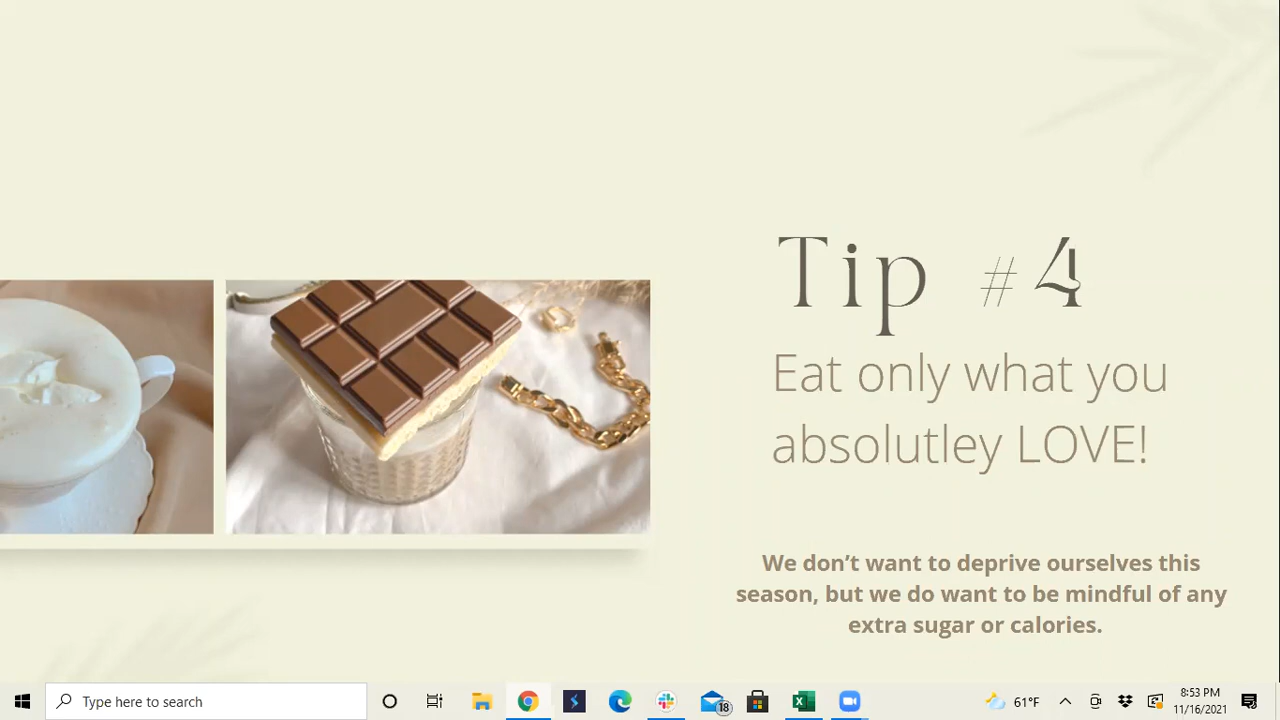 Tip #4
Eat only what you
absolutley LOVE!
We don’t want to deprive ourselves this
season, but we do want to be mindful of any
extra sugar or calories.
Type here to search
18
61°F
8:53 PM
11/16/2021